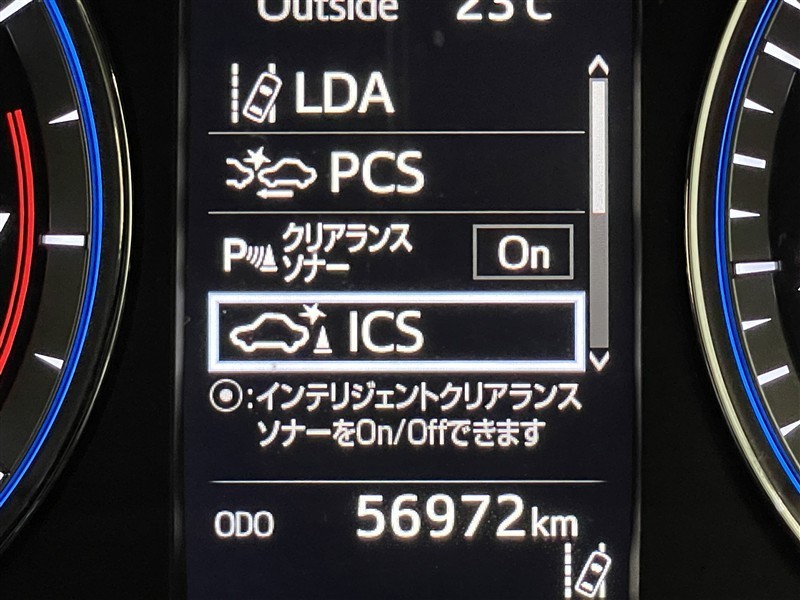 Outside 23℃
LDA
PCS
P クリアランス
ソナー On
ICS
⦿:インテリジェントクリアランス
ソナーをOn/Offできます
ODO 56972km